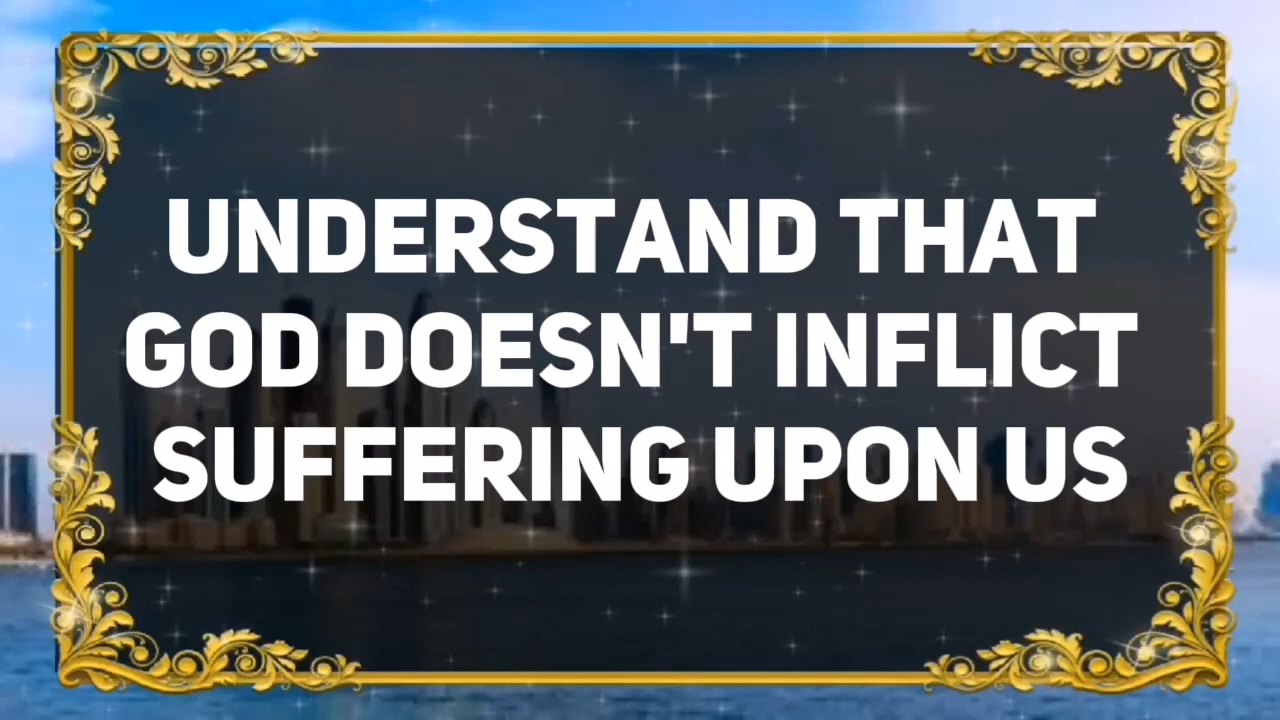 UNDERSTAND THAT
GOD DOESN'T INFLICT
SUFFERING UPON US